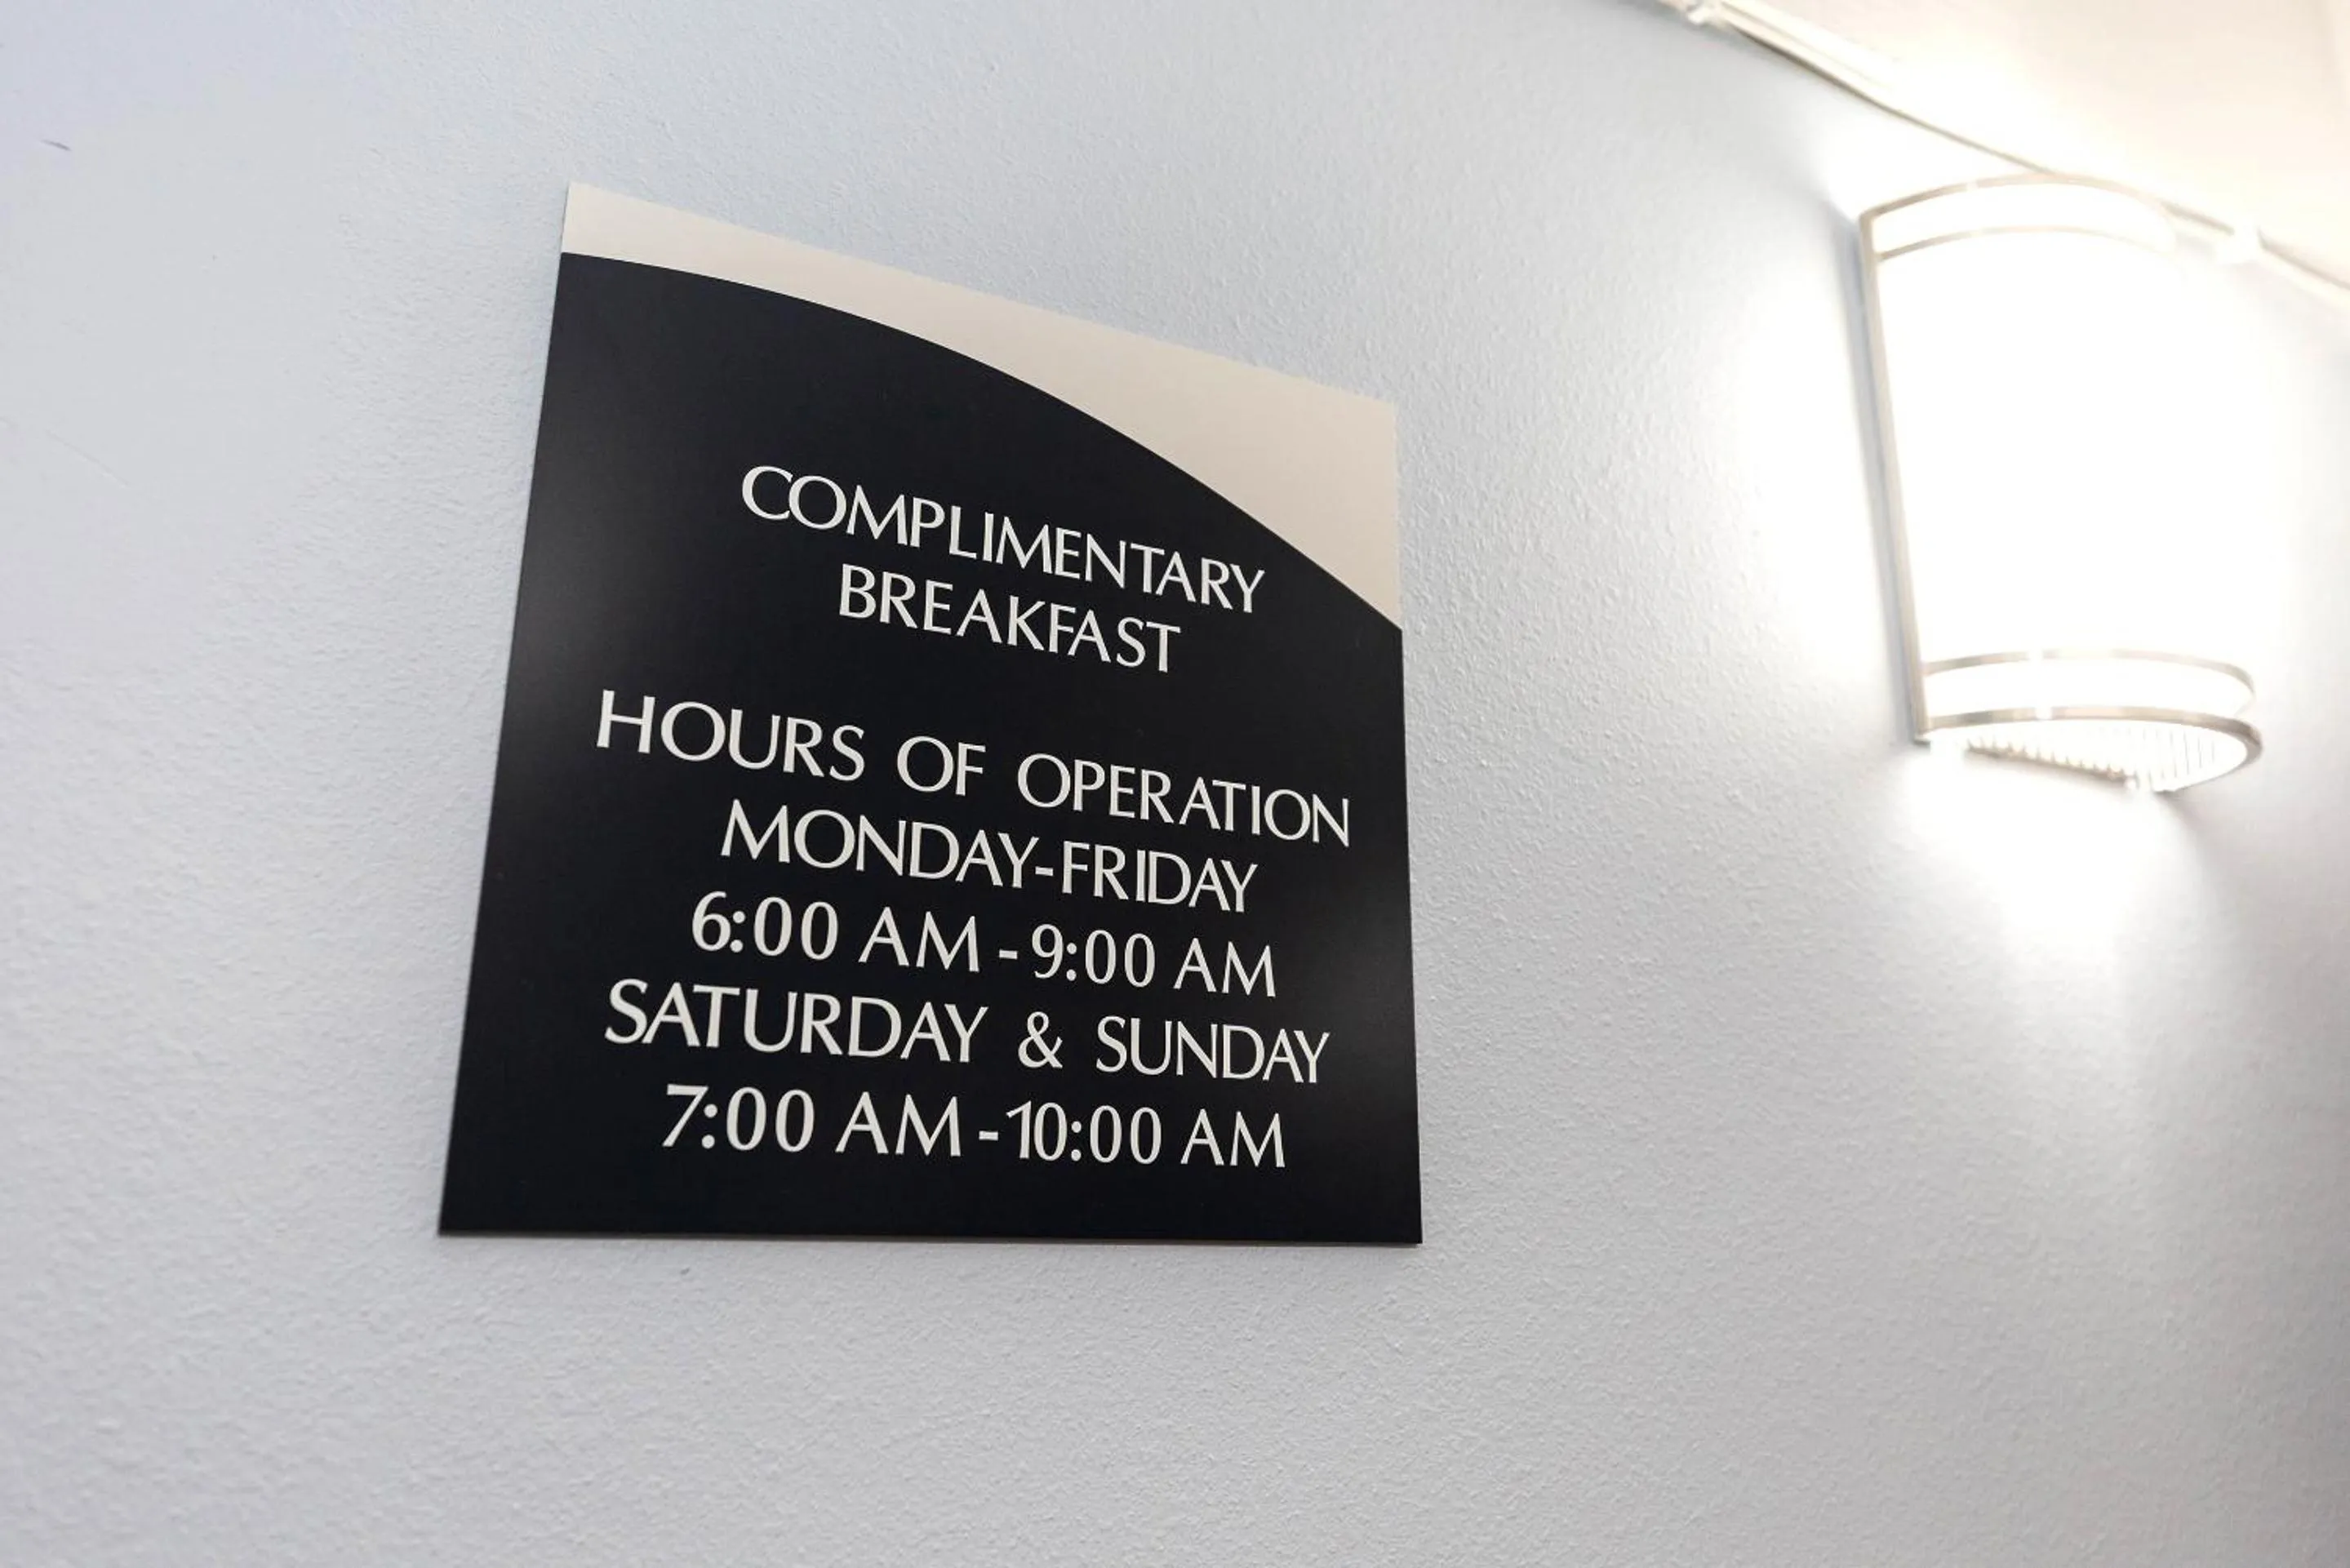 COMPLIMENTARY
BREAKFAST
HOURS OF OPERATION
MONDAY-FRIDAY
6:00 AM - 9:00 AM
SATURDAY & SUNDAY
7:00 AM - 10:00 AM